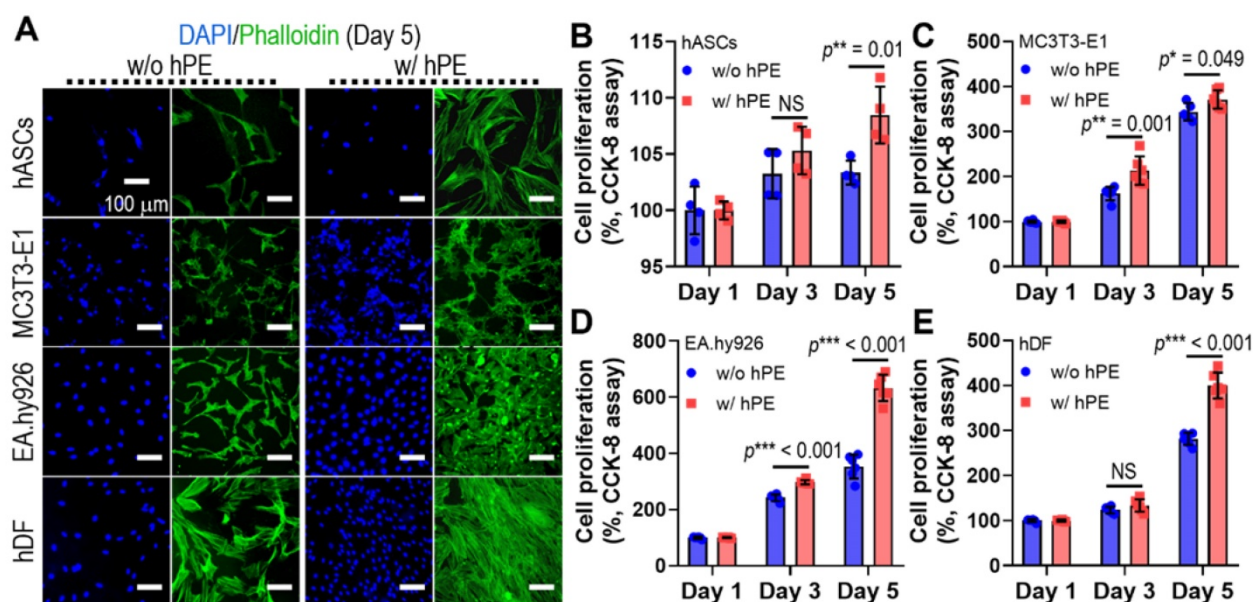 A
DAPI/Phalloidin (Day 5)
w/o hPE
w/ hPE
hASCs
100 μm
MC3T3-E1
EA.hy926
hDF
B
hASCs
w/o hPE
w/ hPE
NS
p** = 0.01
Cell proliferation
(%, CCK-8 assay)
115
110
105
100
95
Day 1 Day 3 Day 5
C
MC3T3-E1
w/o hPE
w/ hPE
p** = 0.001
p* = 0.049
Cell proliferation
(%, CCK-8 assay)
500
400
300
200
100
0
Day 1 Day 3 Day 5
D
EA.hy926
w/o hPE
w/ hPE
p*** < 0.001
p*** < 0.001
Cell proliferation
(%, CCK-8 assay)
800
600
400
200
0
Day 1 Day 3 Day 5
E
hDF
w/o hPE
w/ hPE
NS
p*** < 0.001
Cell proliferation
(%, CCK-8 assay)
500
400
300
200
100
0
Day 1 Day 3 Day 5